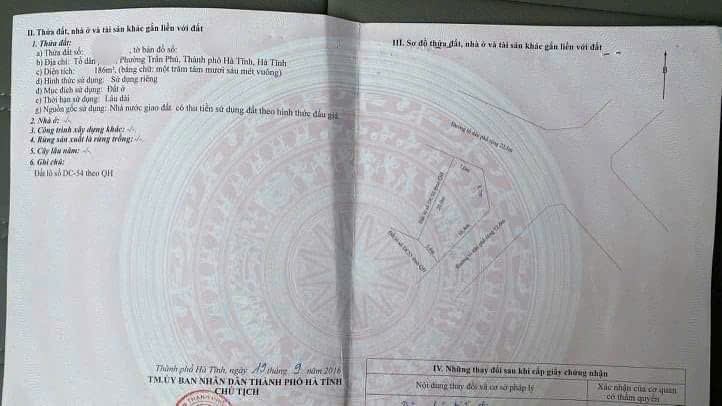 II. Thửa đất, nhà ở và tài sản khác gắn liền với đất
1. Thửa đất:
a) Thửa đất số: , tờ bản đồ số:
b) Địa chỉ: Tổ dân , Phường Trần Phú, Thành phố Hà Tĩnh, Hà Tĩnh
c) Diện tích: 186m², (bằng chữ: một trăm tám mươi sáu mét vuông)
d) Hình thức sử dụng: Sử dụng riêng
đ) Mục đích sử dụng: Đất ở
e) Thời hạn sử dụng: Lâu dài
g) Nguồn gốc sử dụng: Nhà nước giao đất có thu tiền sử dụng đất theo hình thức đấu giá.
2. Nhà ở: -/-
3. Công trình xây dựng khác: -/-
4. Rừng sản xuất là rừng trồng: -/-
5. Cây lâu năm: -/-
6. Ghi chú:
Đất lô số DC-54 theo QH
Thành phố Hà Tĩnh, ngày 19 tháng 9 năm 2016
TM.ỦY BAN NHÂN DÂN THÀNH PHỐ HÀ TĨNH
CHỦ TỊCH
III. Sơ đồ thửa đất, nhà ở và tài sản khác gắn liền với đất
B
IV. Những thay đổi sau khi cấp giấy chứng nhận
Nội dung thay đổi và cơ sở pháp lý
Xác nhận của cơ quan
có thẩm quyền